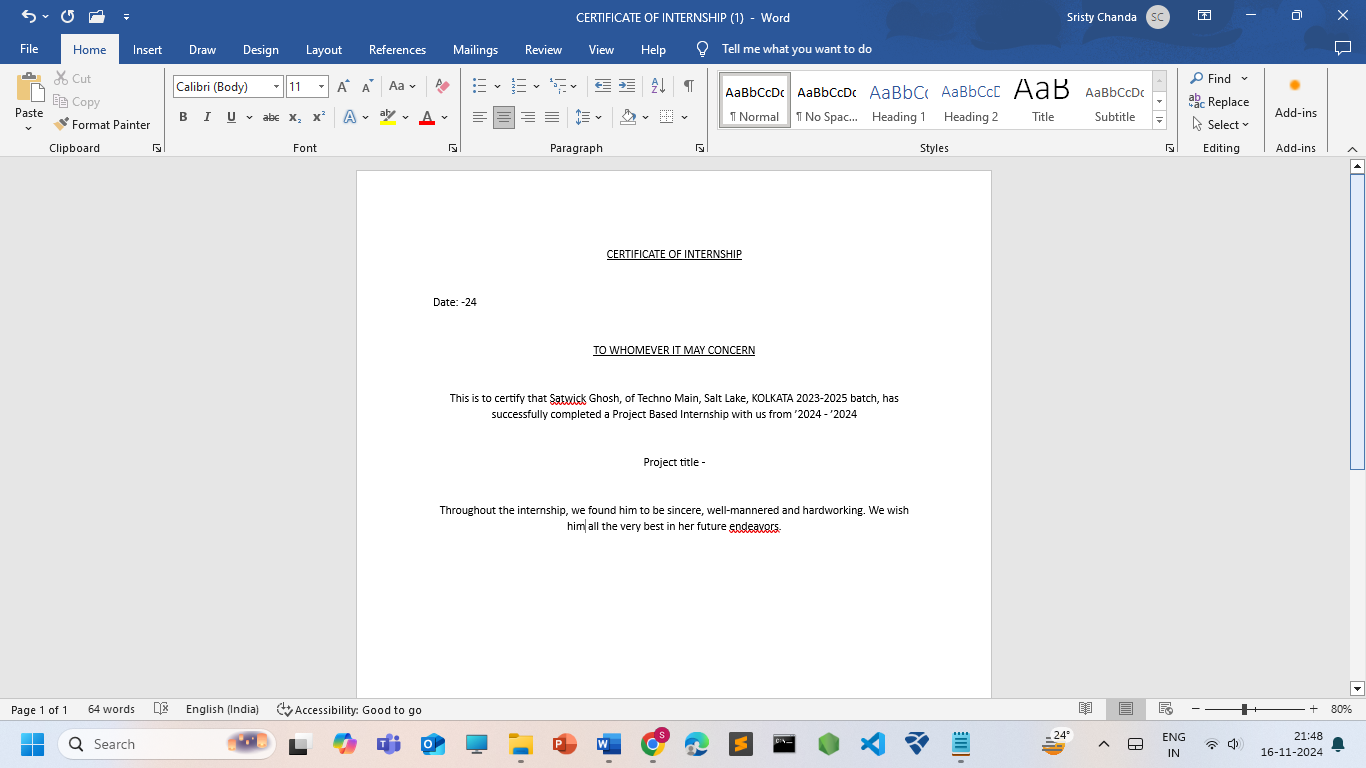 CERTIFICATE OF INTERNSHIP (1) - Word
Sristy Chanda SC
File Home Insert Draw Design Layout References Mailings Review View Help Tell me what you want to do
Paste
Cut
Copy
Format Painter
Clipboard
Calibri (Body) 11
Aa
B I U abc x₂ x² A A
Font
Paragraph
AaBbCcDc AaBbCcDc AaBbCc AaBbCcD AaB AaBbCcDc
¶ Normal ¶ No Spac... Heading 1 Heading 2 Title Subtitle
Styles
Find
Replace
Select
Editing
Add-ins
Add-ins
CERTIFICATE OF INTERNSHIP
Date: -24
TO WHOMEVER IT MAY CONCERN
This is to certify that Satwick Ghosh, of Techno Main, Salt Lake, KOLKATA 2023-2025 batch, has
successfully completed a Project Based Internship with us from ’2024 - ’2024
Project title -
Throughout the internship, we found him to be sincere, well-mannered and hardworking. We wish
him all the very best in her future endeavors.
Page 1 of 1 64 words English (India) Accessibility: Good to go 80%
Search
24°
ENG
IN
21:48
16-11-2024